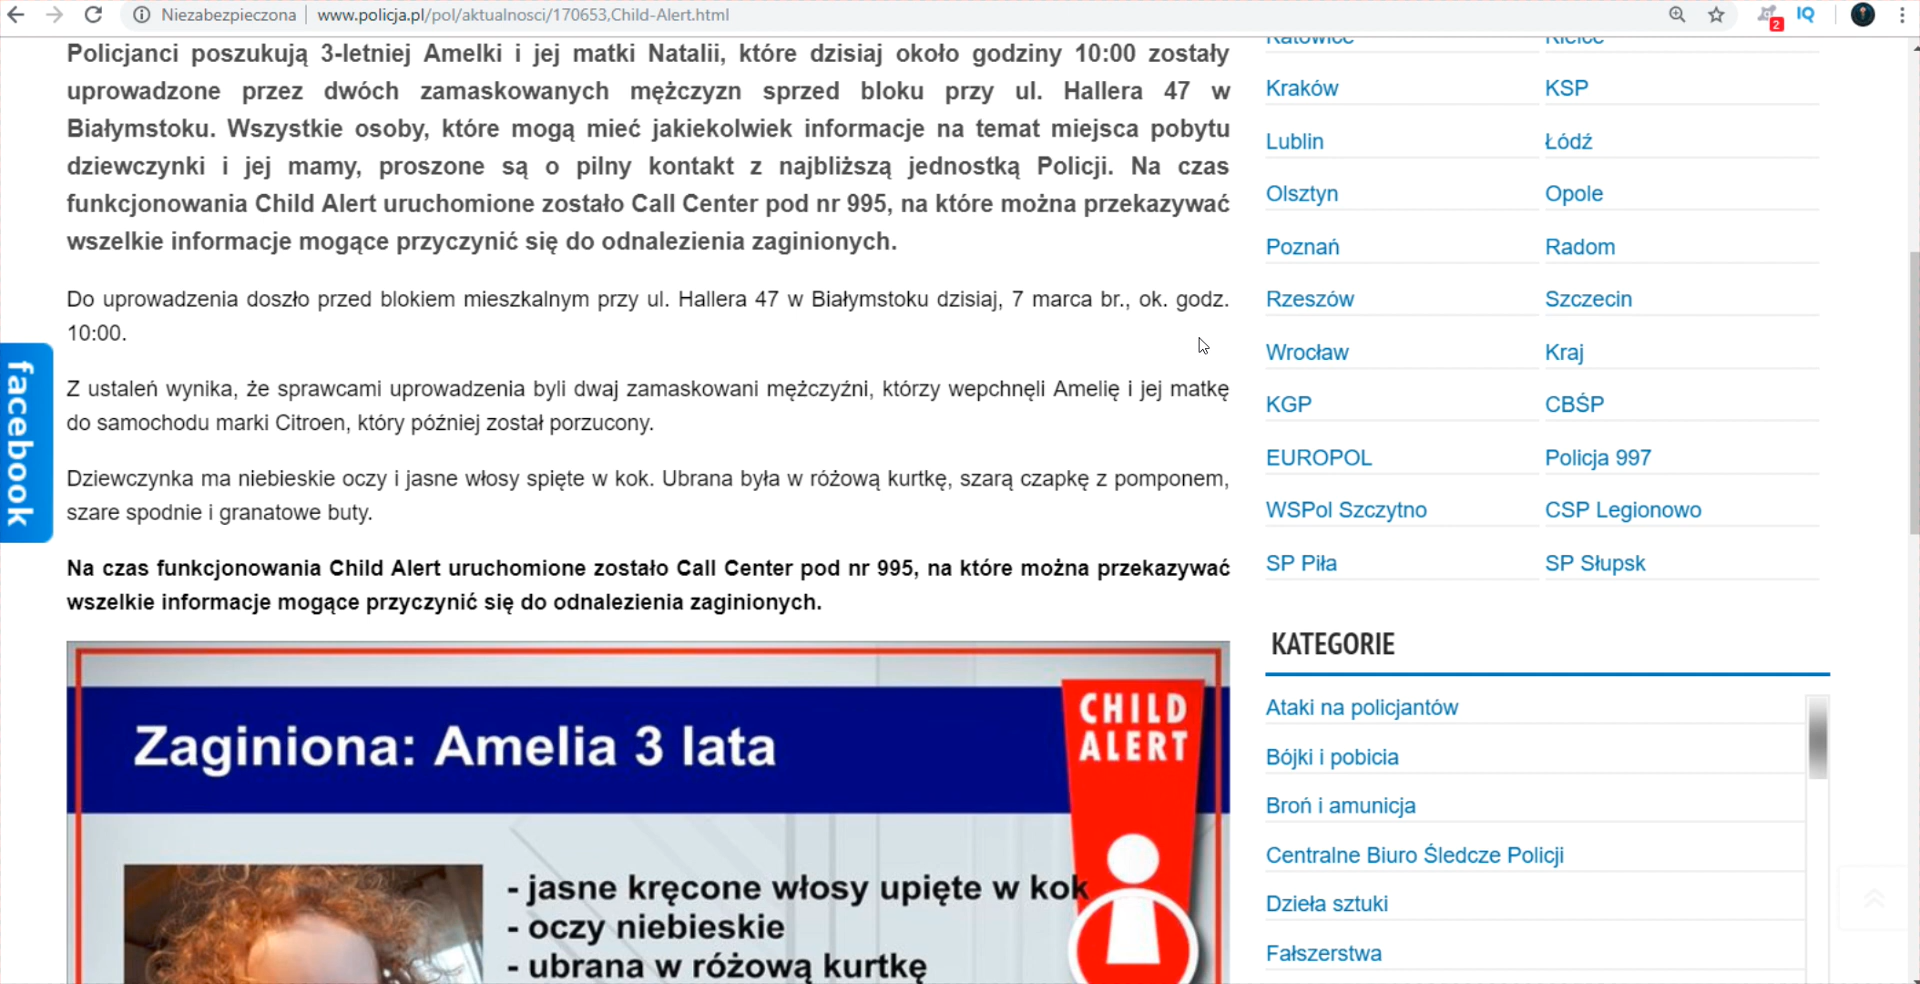 Niezabezpieczona | www.policja.pl/pol/aktualnosci/170653,Child-Alert.html
2
IQ
Policjanci poszukują 3-letniej Amelki i jej matki Natalii, które dzisiaj około godziny 10:00 zostały
uprowadzone przez dwóch zamaskowanych mężczyzn sprzed bloku przy ul. Hallera 47 w
Białymstoku. Wszystkie osoby, które mogą mieć jakiekolwiek informacje na temat miejsca pobytu
dziewczynki i jej mamy, proszone są o pilny kontakt z najbliższą jednostką Policji. Na czas
funkcjonowania Child Alert uruchomione zostało Call Center pod nr 995, na które można przekazywać
wszelkie informacje mogące przyczynić się do odnalezienia zaginionych.
Do uprowadzenia doszło przed blokiem mieszkalnym przy ul. Hallera 47 w Białymstoku dzisiaj, 7 marca br., ok. godz.
10:00.
Z ustaleń wynika, że sprawcami uprowadzenia byli dwaj zamaskowani mężczyźni, którzy wepchnęli Amelię i jej matkę
do samochodu marki Citroen, który później został porzucony.
Dziewczynka ma niebieskie oczy i jasne włosy spięte w kok. Ubrana była w różową kurtkę, szarą czapkę z pomponem,
szare spodnie i granatowe buty.
Na czas funkcjonowania Child Alert uruchomione zostało Call Center pod nr 995, na które można przekazywać
wszelkie informacje mogące przyczynić się do odnalezienia zaginionych.
facebook
Zaginiona: Amelia 3 lata
CHILD
ALERT
- jasne kręcone włosy upięte w kok
- oczy niebieskie
- ubrana w różową kurtkę
Katowice Kielce
Kraków KSP
Lublin Łódź
Olsztyn Opole
Poznań Radom
Rzeszów Szczecin
Wrocław Kraj
KGP CBŚP
EUROPOL Policja 997
WSPol Szczytno CSP Legionowo
SP Piła SP Słupsk
KATEGORIE
Ataki na policjantów
Bójki i pobicia
Broń i amunicja
Centralne Biuro Śledcze Policji
Dzieła sztuki
Fałszerstwa